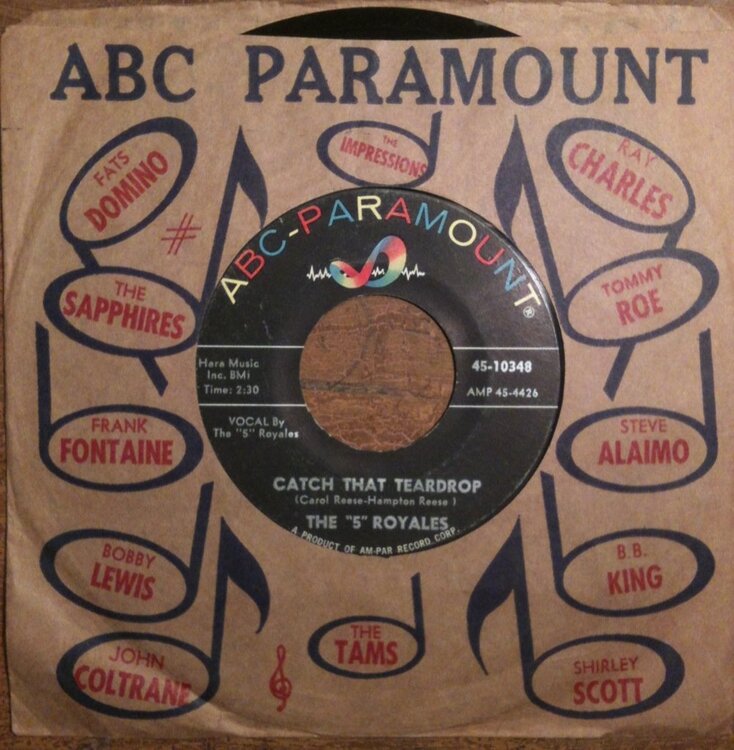 ABC PARAMOUNT
FATS
DOMINO
THE
IMPRESSIONS
RAY
CHARLES
THE
SAPPHIRES
TOMMY
ROE
FRANK
FONTAINE
STEVE
ALAIMO
BOBBY
LEWIS
B.B.
KING
JOHN
COLTRANE
THE
TAMS
SHIRLEY
SCOTT
ABC-PARAMOUNT®
Hara Music
Inc. BMI
Time: 2:30
45-10348
AMP 45-4426
VOCAL By
The "5" Royales
CATCH THAT TEARDROP
(Carol Reese-Hampton Reese )
THE "5" ROYALES
A PRODUCT OF AM-PAR RECORD CORP.